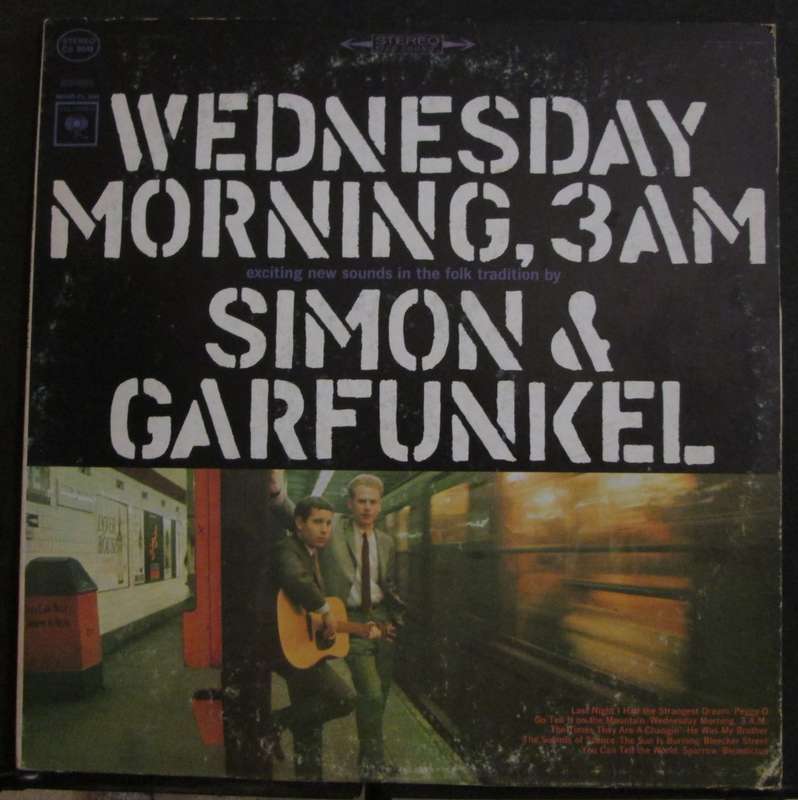 STEREO
STEREO
WEDNESDAY
MORNING, 3AM
exciting new sounds in the folk tradition by
SIMON &
GARFUNKEL
Last Night I Had the Strangest Dream. Peggy-O
Go Tell It on the Mountain. Wednesday Morning, 3 A.M.
The Times They Are A-Changin'. He Was My Brother
The Sounds of Silence. The Sun Is Burning. Bleecker Street
You Can Tell the World. Sparrow. Benedictus